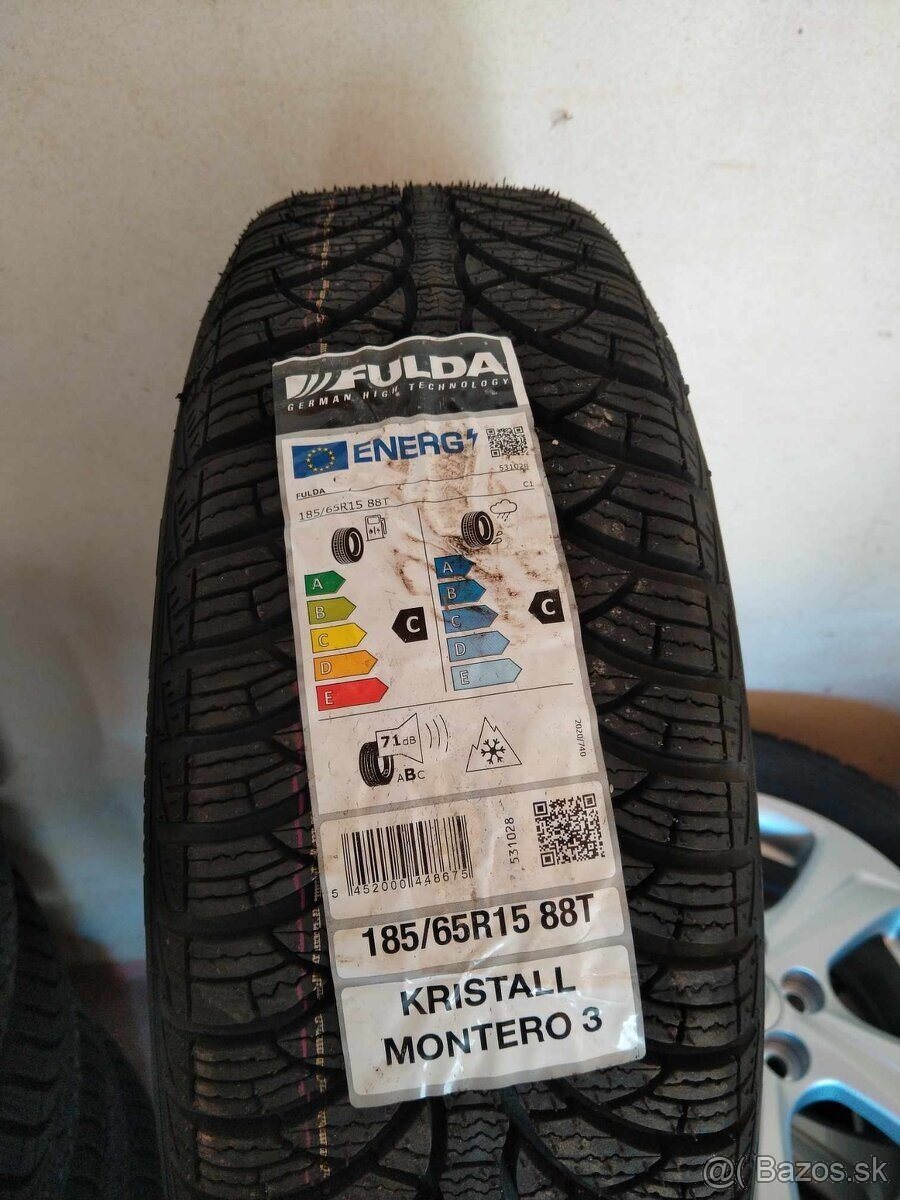 FULDA
GERMAN HIGH TECHNOLOGY
ENERG
531028
FULDA
C1
185/65R15 88T
A
B
C
D
E
C
A
B
C
D
E
C
71dB
ABC
2020/740
531028
5 452000 448675
185/65R15 88T
KRISTALL
MONTERO 3
@( Bazos.sk